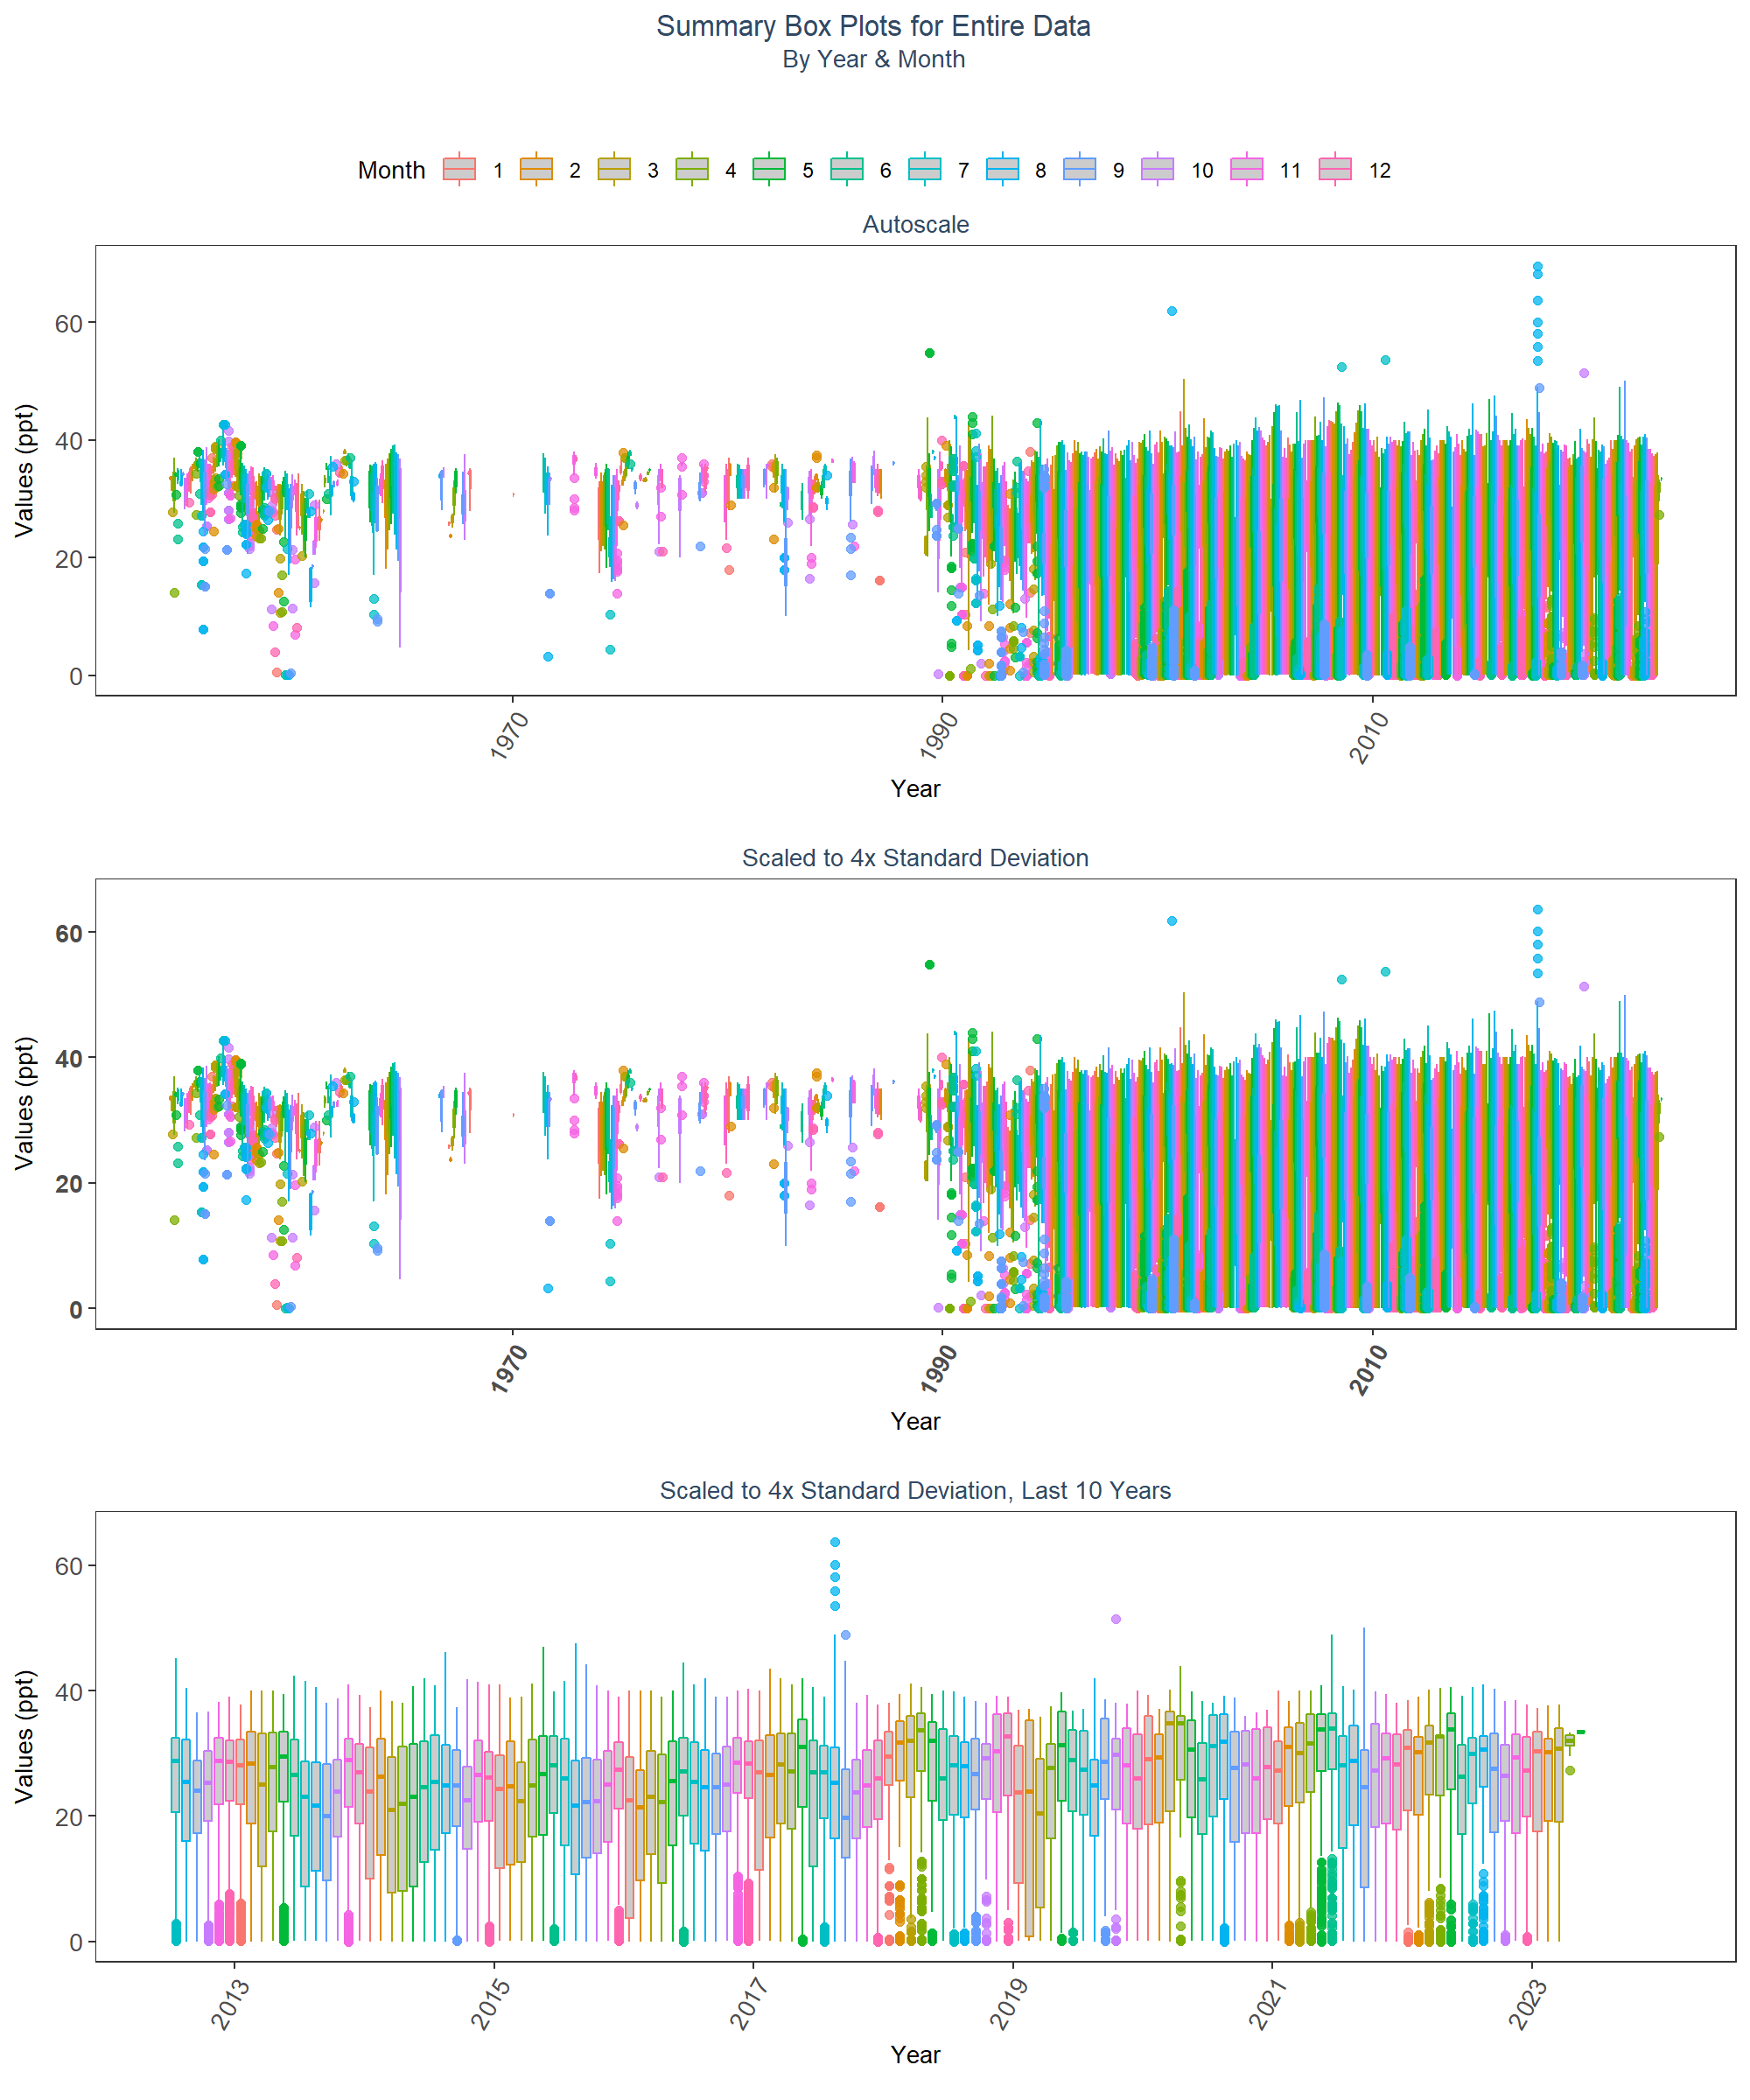 Summary Box Plots for Entire Data
By Year & Month
Month 1 2 3 4 5 6 7 8 9 10 11 12
Autoscale
Values (ppt)
60
40
20
0
1970 1990 2010
Year
Scaled to 4x Standard Deviation
Values (ppt)
60
40
20
0
1970 1990 2010
Year
Scaled to 4x Standard Deviation, Last 10 Years
Values (ppt)
60
40
20
0
2013 2015 2017 2019 2021 2023
Year